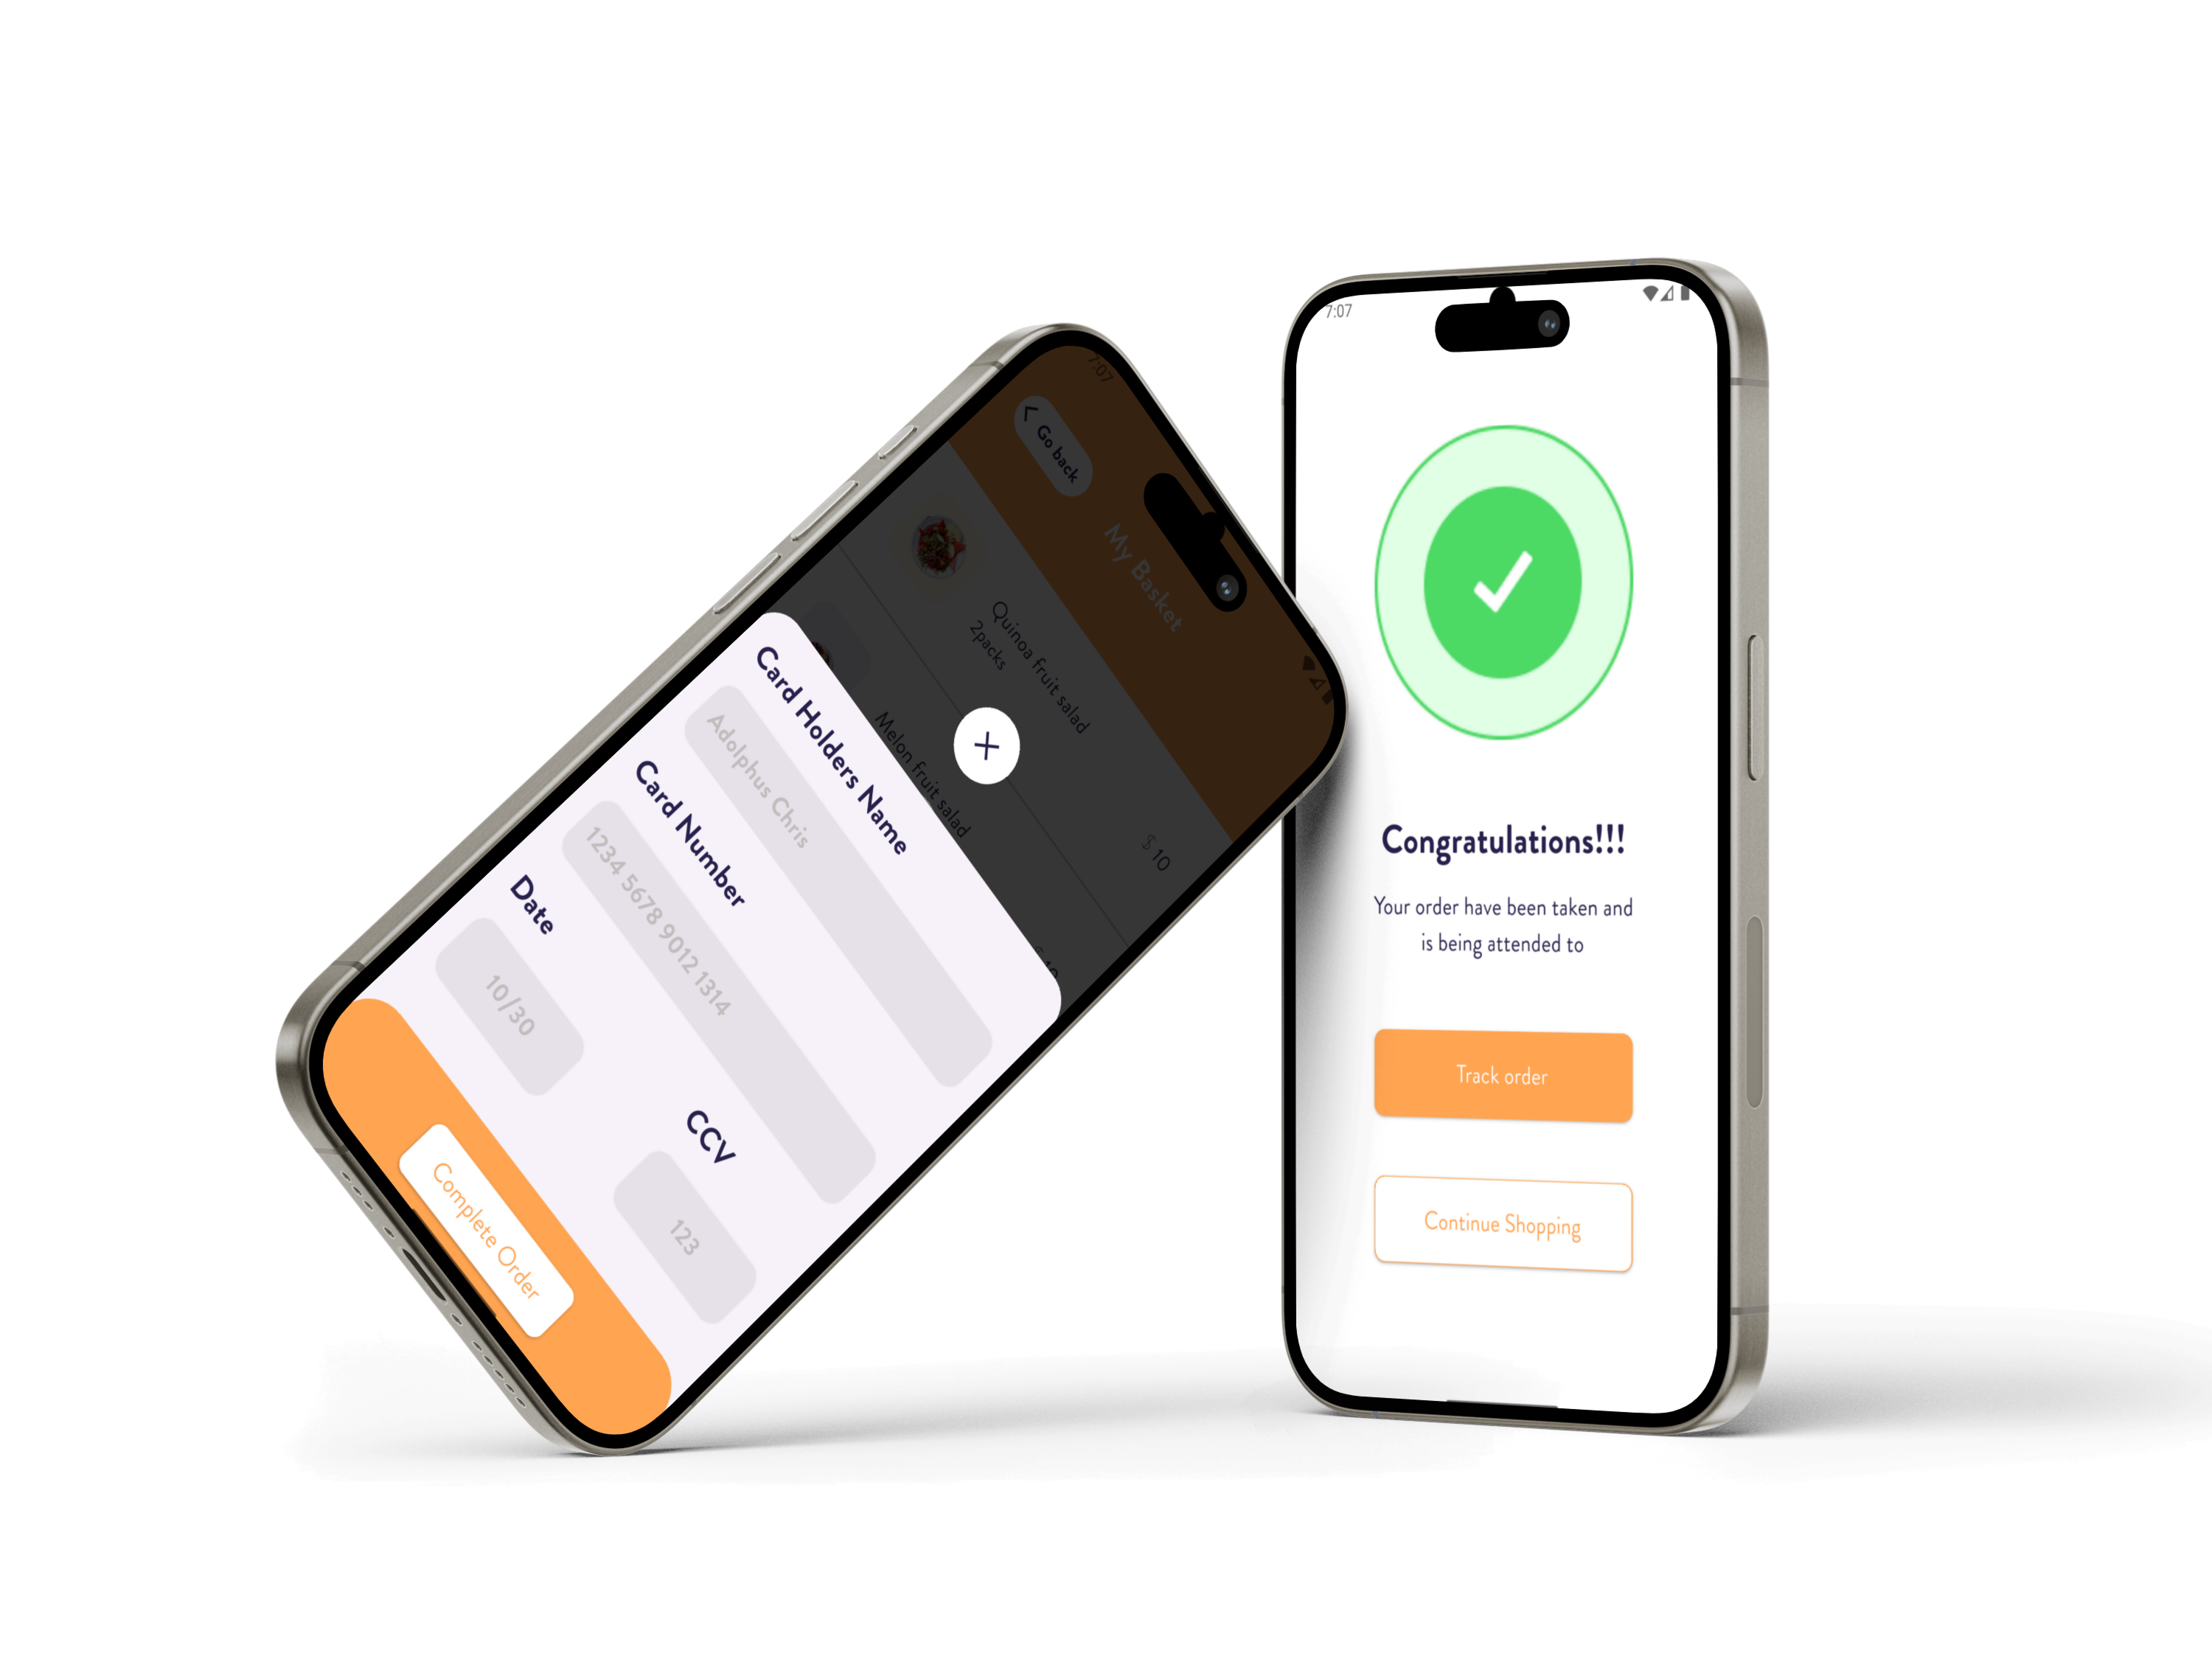 7:07
Go back
My Basket
Quinoa fruit salad
2packs
$ 10
Melon fruit salad
Card Holders Name
Adolphus Chris
Card Number
1234 5678 9012 1314
Date
10/30
CCV
123
Complete Order
7:07
Congratulations!!!
Your order have been taken and
is being attended to
Track order
Continue Shopping